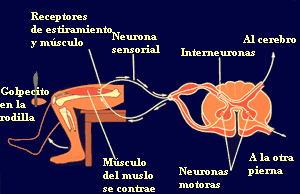 Receptores
de estiramiento
y músculo
Neurona
sensorial
Al cerebro
Interneuronas
Golpecito
en la
rodilla
Músculo
del muslo
se contrae
Neuronas
motoras
A la otra
pierna